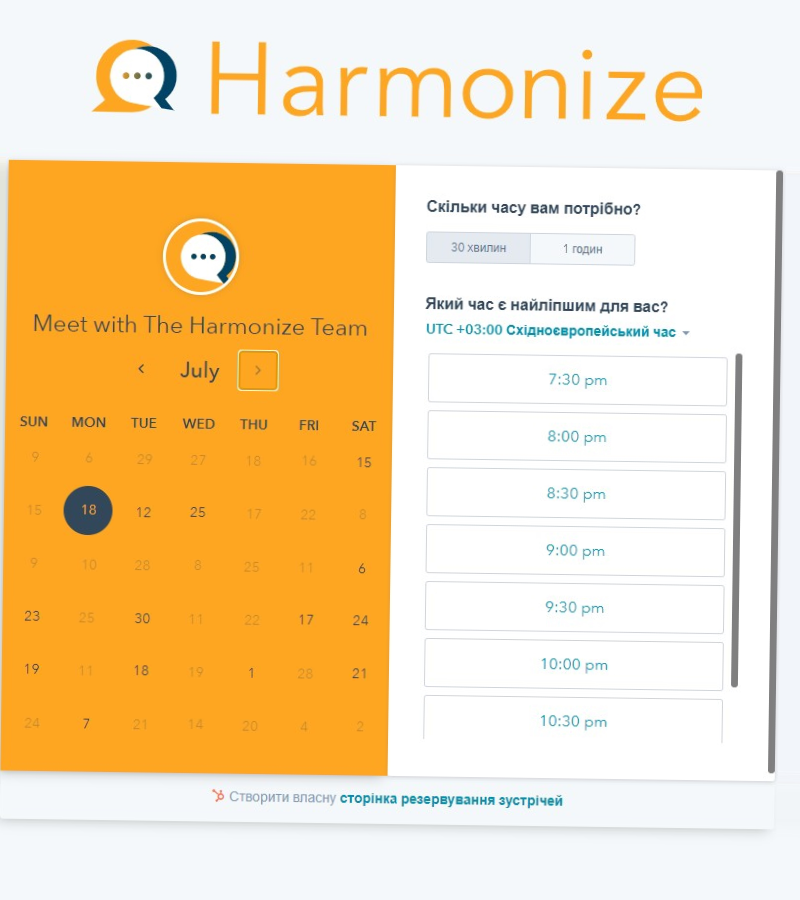 Harmonize
Meet with The Harmonize Team
July
SUN MON TUE WED THU FRI SAT
9 6 29 27 18 16 15
15 18 12 25 17 22 8
9 10 28 8 25 11 6
23 25 30 11 22 17 24
19 11 18 19 1 28 21
24 7 21 14 20 4 2
Скільки часу вам потрібно?
30 хвилин 1 годин
Який час є найліпшим для вас?
UTC +03:00 Східноєвропейський час
7:30 pm
8:00 pm
8:30 pm
9:00 pm
9:30 pm
10:00 pm
10:30 pm
Створити власну сторінка резервування зустрічей